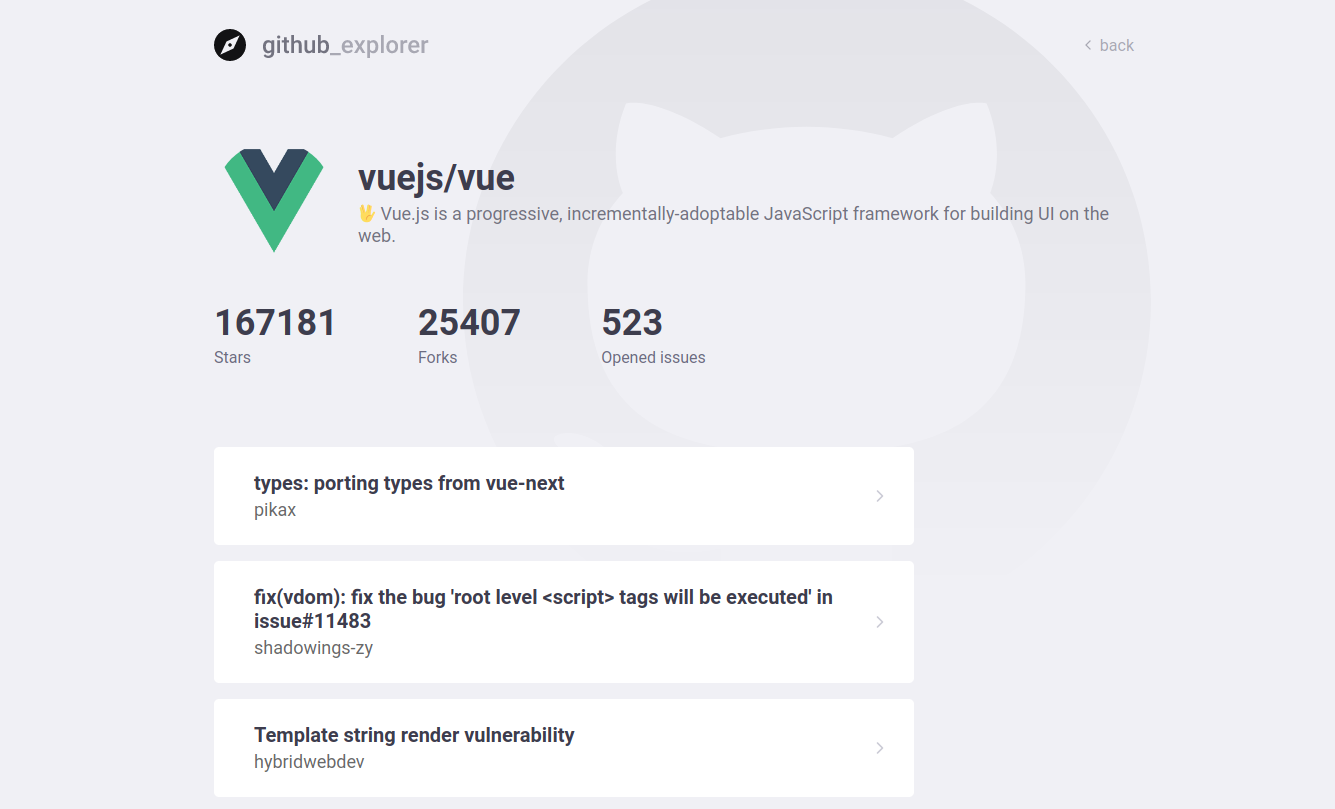 github_explorer
back
vuejs/vue
🖖 Vue.js is a progressive, incrementally-adoptable JavaScript framework for building UI on the
web.
167181 25407 523
Stars Forks Opened issues
types: porting types from vue-next
pikax
fix(vdom): fix the bug 'root level <script> tags will be executed' in
issue#11483
shadowings-zy
Template string render vulnerability
hybridwebdev